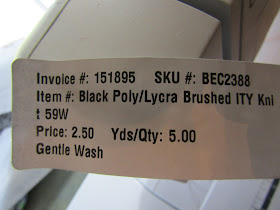 Invoice #: 151895 SKU #: BEC2388
Item #: Black Poly/Lycra Brushed ITY Kni
t 59W
Price: 2.50 Yds/Qty: 5.00
Gentle Wash